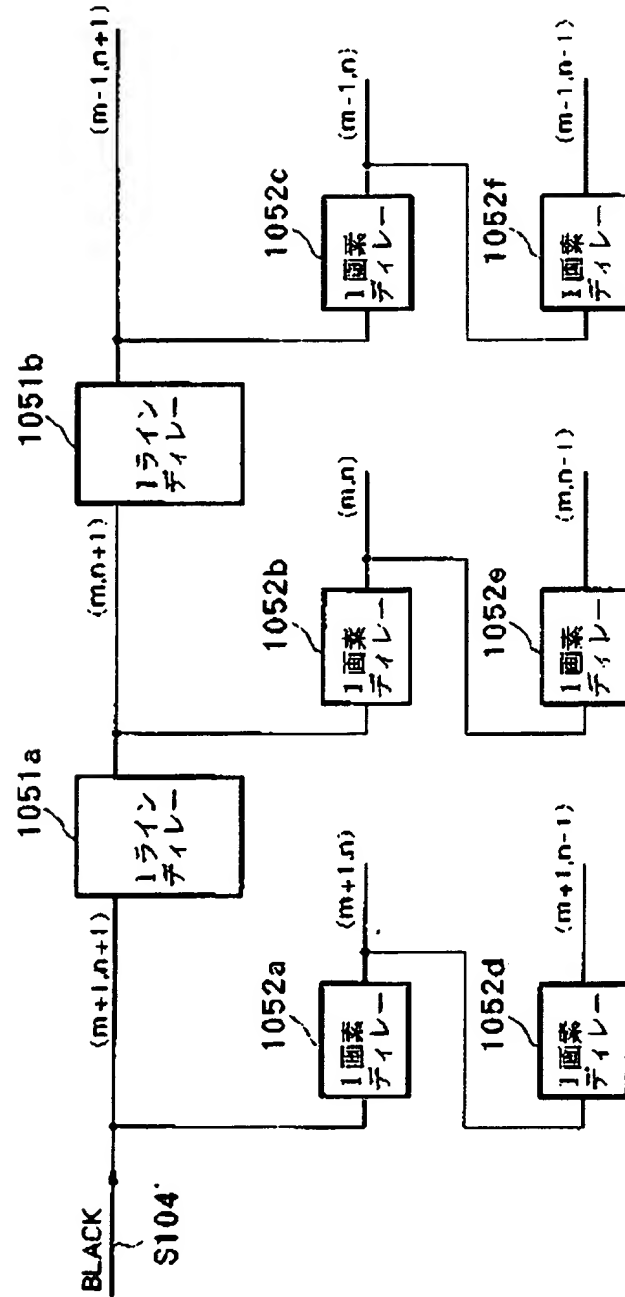 BLACK
S104
(m+1,n+1)
1051a
1ライン
ディレー
(m,n+1)
1051b
1ライン
ディレー
(m-1,n+1)
1052a
1画素
ディレー
(m+1,n)
1052b
1画素
ディレー
(m,n)
1052c
1画素
ディレー
(m-1,n)
1052d
1画素
ディレー
(m+1,n-1)
1052e
1画素
ディレー
(m,n-1)
1052f
1画素
ディレー
(m-1,n-1)